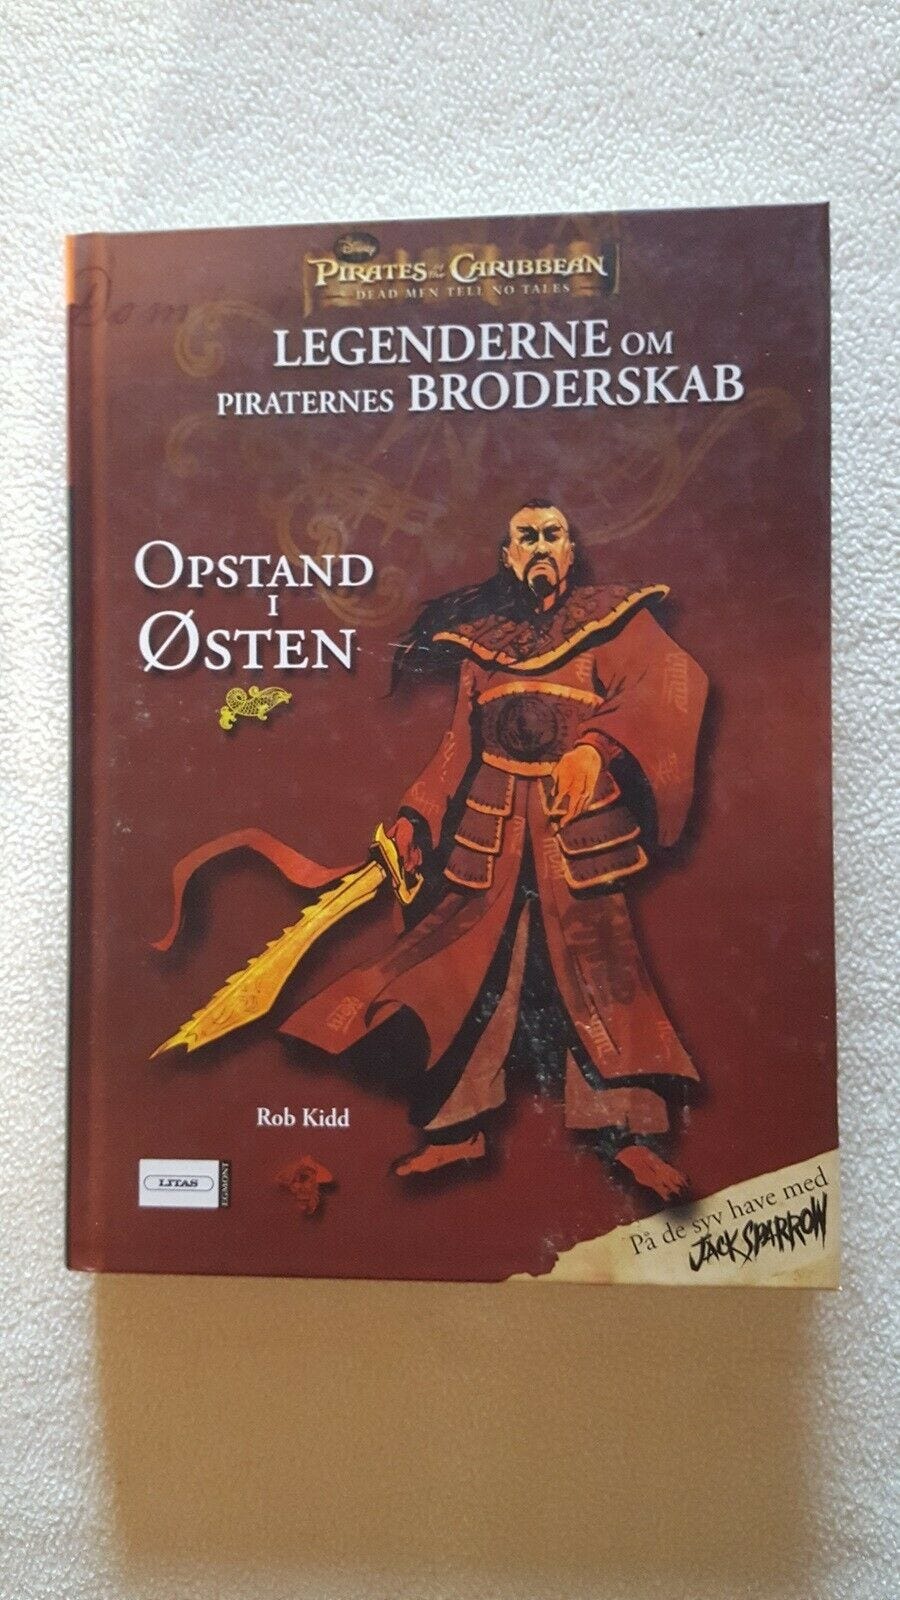 Disney
PIRATES of the CARIBBEAN
DEAD MEN TELL NO TALES
LEGENDERNE OM
PIRATERNES BRODERSKAB
OPSTAND
I
ØSTEN
Rob Kidd
LITAS
EGMONT
På de syv have med
JACK SPARROW